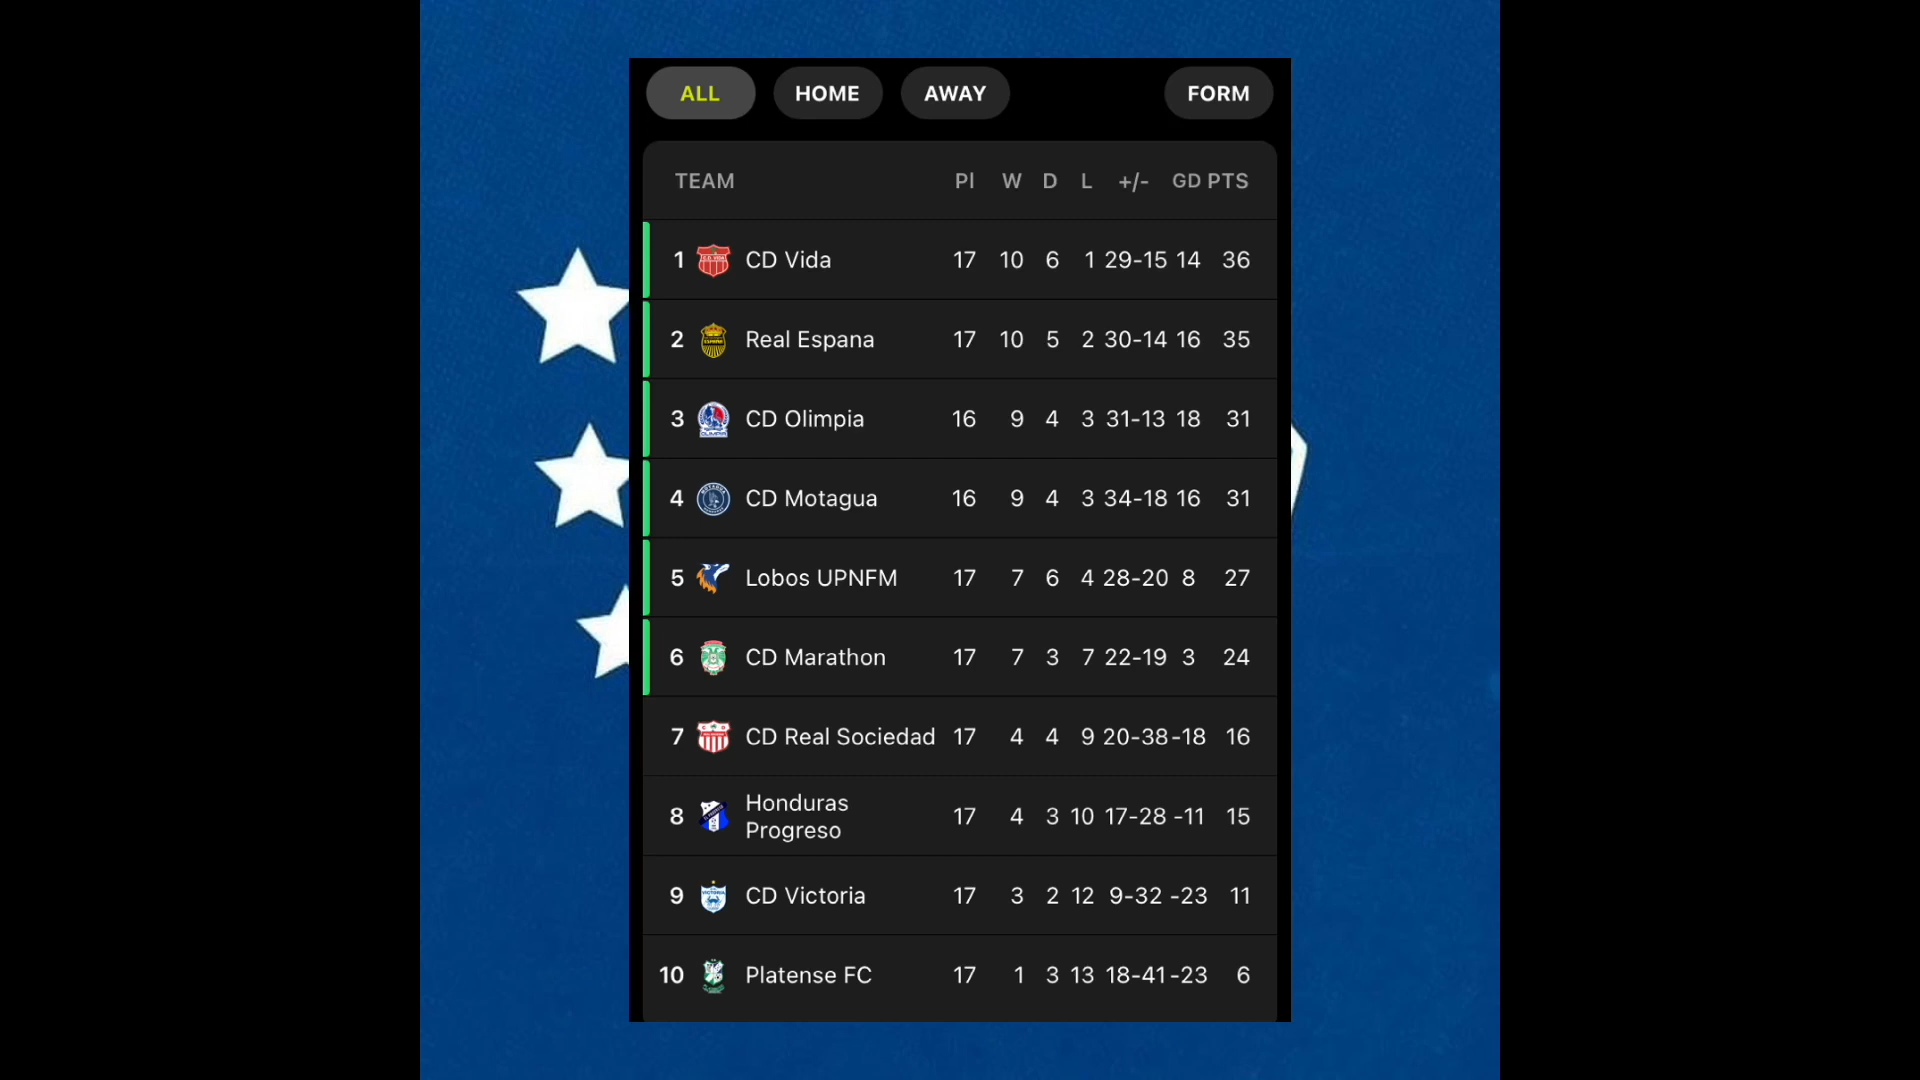 ALL HOME AWAY FORM
TEAM Pl W D L +/- GD PTS
1 CD Vida 17 10 6 1 29-15 14 36
2 Real Espana 17 10 5 2 30-14 16 35
3 CD Olimpia 16 9 4 3 31-13 18 31
4 CD Motagua 16 9 4 3 34-18 16 31
5 Lobos UPNFM 17 7 6 4 28-20 8 27
6 CD Marathon 17 7 3 7 22-19 3 24
7 CD Real Sociedad 17 4 4 9 20-38 -18 16
8 Honduras
Progreso 17 4 3 10 17-28 -11 15
9 CD Victoria 17 3 2 12 9-32 -23 11
10 Platense FC 17 1 3 13 18-41 -23 6